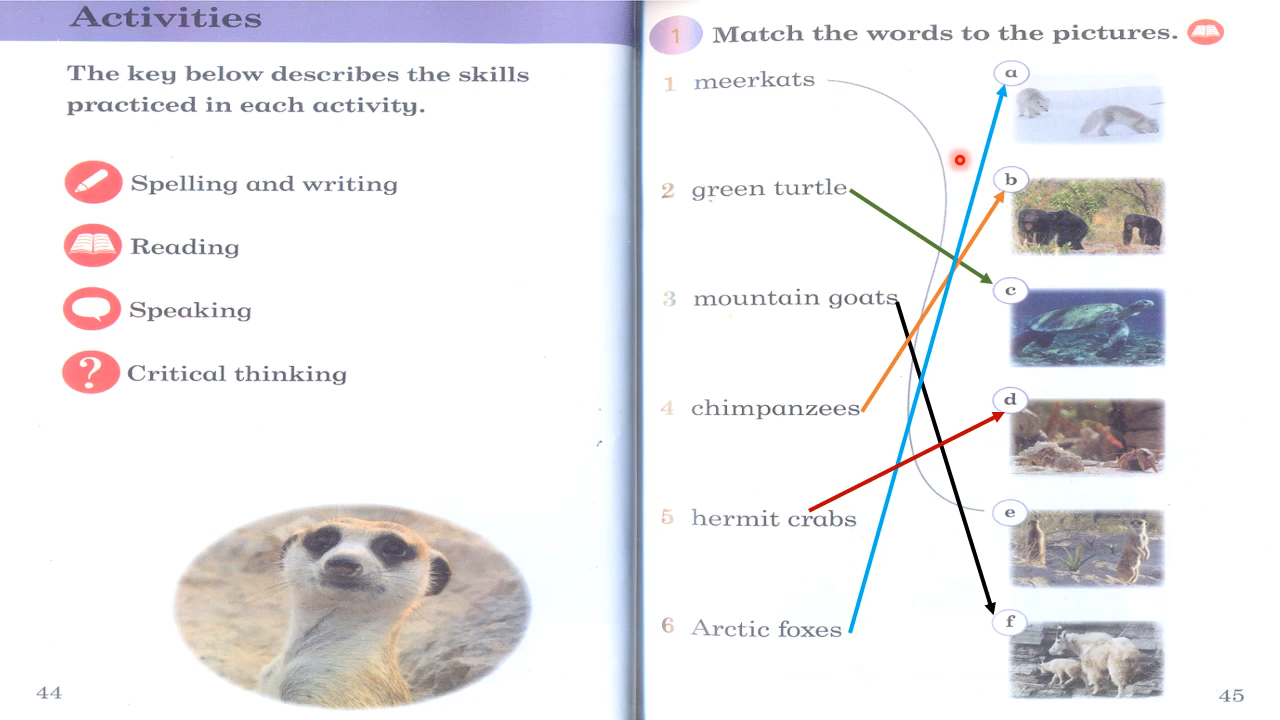 Activities
The key below describes the skills
practiced in each activity.
Spelling and writing
Reading
Speaking
? Critical thinking
44
1 Match the words to the pictures.
1 meerkats
2 green turtle
3 mountain goats
4 chimpanzees
5 hermit crabs
6 Arctic foxes
a
b
c
d
e
f
45